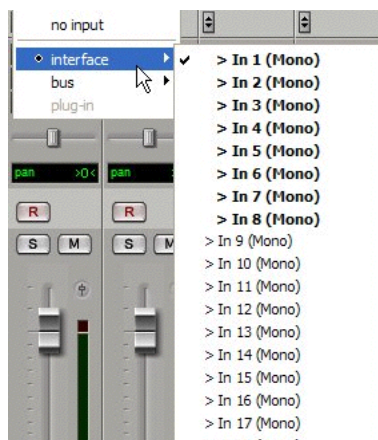 no input
interface
bus
plug-in
> In 1 (Mono)
> In 2 (Mono)
> In 3 (Mono)
> In 4 (Mono)
> In 5 (Mono)
> In 6 (Mono)
> In 7 (Mono)
> In 8 (Mono)
> In 9 (Mono)
> In 10 (Mono)
> In 11 (Mono)
> In 12 (Mono)
> In 13 (Mono)
> In 14 (Mono)
> In 15 (Mono)
> In 16 (Mono)
> In 17 (Mono)
pan >0< pan
R R
S M S M